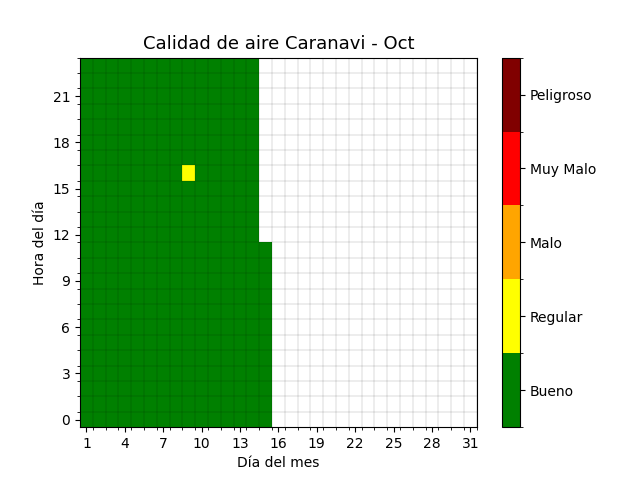 Calidad de aire Caranavi - Oct
Hora del día
21
18
15
12
9
6
3
0
1 4 7 10 13 16 19 22 25 28 31
Día del mes
Peligroso
Muy Malo
Malo
Regular
Bueno